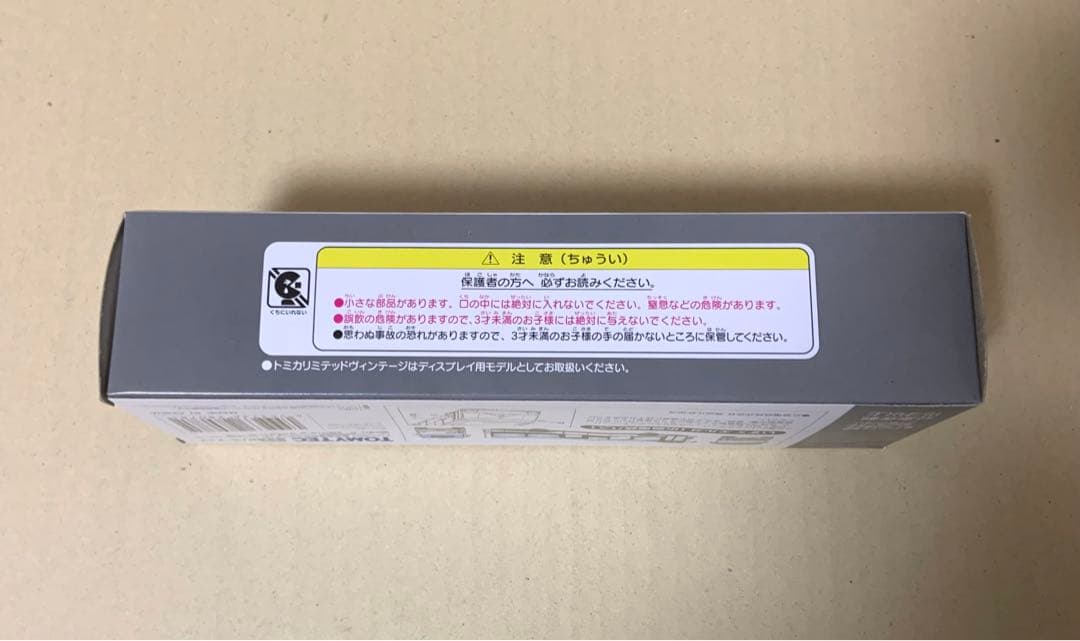 ⚠ 注 意（ちゅうい）
保護者の方へ 必ずお読みください。
●小さな部品があります。口の中には絶対に入れないでください。窒息などの危険があります。
●誤飲の危険がありますので、3才未満のお子様には絶対に与えないでください。
●思わぬ事故の恐れがありますので、3才未満のお子様の手の届かないところに保管してください。
くちにいれない
●トミカリミテッドヴィンテージはディスプレイ用モデルとしてお取扱いください。
TOMYTEC